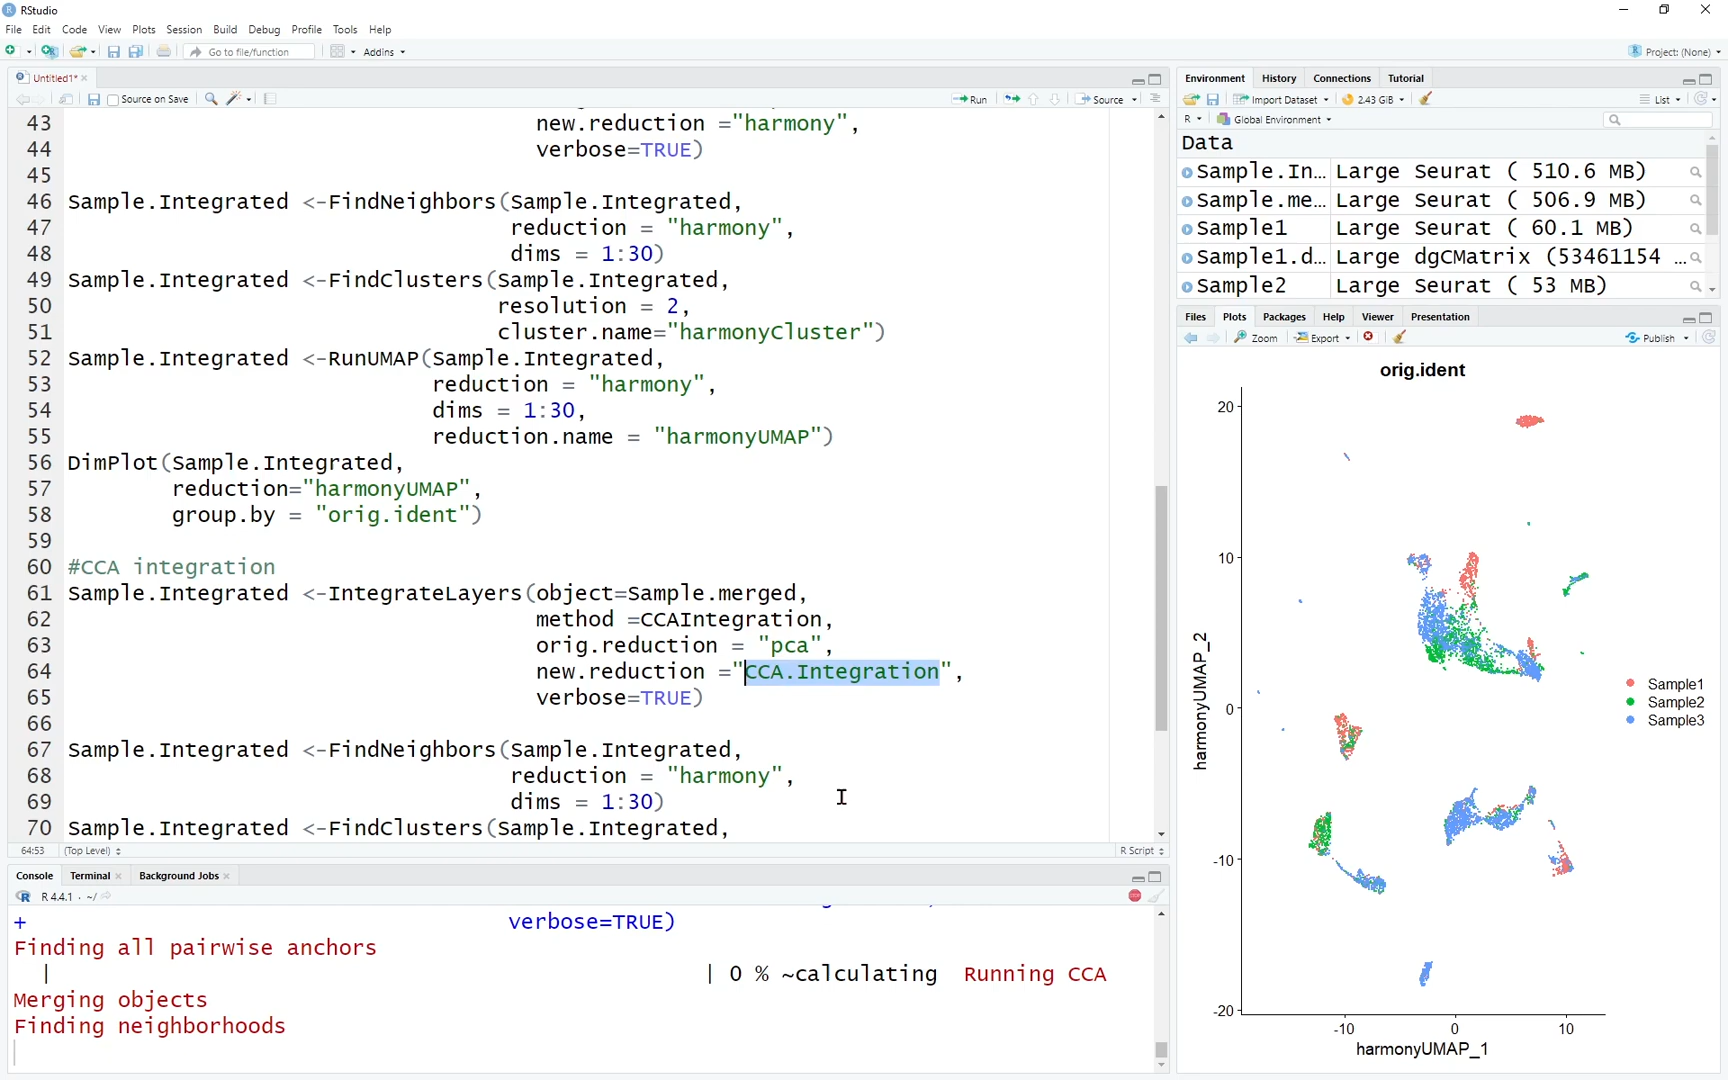 RStudio
File Edit Code View Plots Session Build Debug Profile Tools Help
Go to file/function Addins Project: (None)
Untitled1*
Source on Save Run Source
43 new.reduction ="harmony",
44 verbose=TRUE)
45
46 Sample.Integrated <-FindNeighbors(Sample.Integrated,
47 reduction = "harmony",
48 dims = 1:30)
49 Sample.Integrated <-FindClusters(Sample.Integrated,
50 resolution = 2,
51 cluster.name="harmonyCluster")
52 Sample.Integrated <-RunUMAP(Sample.Integrated,
53 reduction = "harmony",
54 dims = 1:30,
55 reduction.name = "harmonyUMAP")
56 DimPlot(Sample.Integrated,
57 reduction="harmonyUMAP",
58 group.by = "orig.ident")
59
60 #CCA integration
61 Sample.Integrated <-IntegrateLayers(object=Sample.merged,
62 method =CCAIntegration,
63 orig.reduction = "pca",
64 new.reduction ="CCA.Integration",
65 verbose=TRUE)
66
67 Sample.Integrated <-FindNeighbors(Sample.Integrated,
68 reduction = "harmony",
69 dims = 1:30)
70 Sample.Integrated <-FindClusters(Sample.Integrated,
64:53 (Top Level) R Script
Console Terminal Background Jobs
R 4.4.1 · ~/
+ verbose=TRUE)
Finding all pairwise anchors
| | 0 % ~calculating Running CCA
Merging objects
Finding neighborhoods
Environment History Connections Tutorial
Import Dataset 2.43 GiB List
R Global Environment
Data
Sample.In… Large Seurat ( 510.6 MB)
Sample.me… Large Seurat ( 506.9 MB)
Sample1 Large Seurat ( 60.1 MB)
Sample1.d… Large dgCMatrix (53461154 …
Sample2 Large Seurat ( 53 MB)
Files Plots Packages Help Viewer Presentation
Zoom Export Publish
orig.ident
20
10
0
-10
-20
harmonyUMAP_2
Sample1
Sample2
Sample3
-10 0 10
harmonyUMAP_1